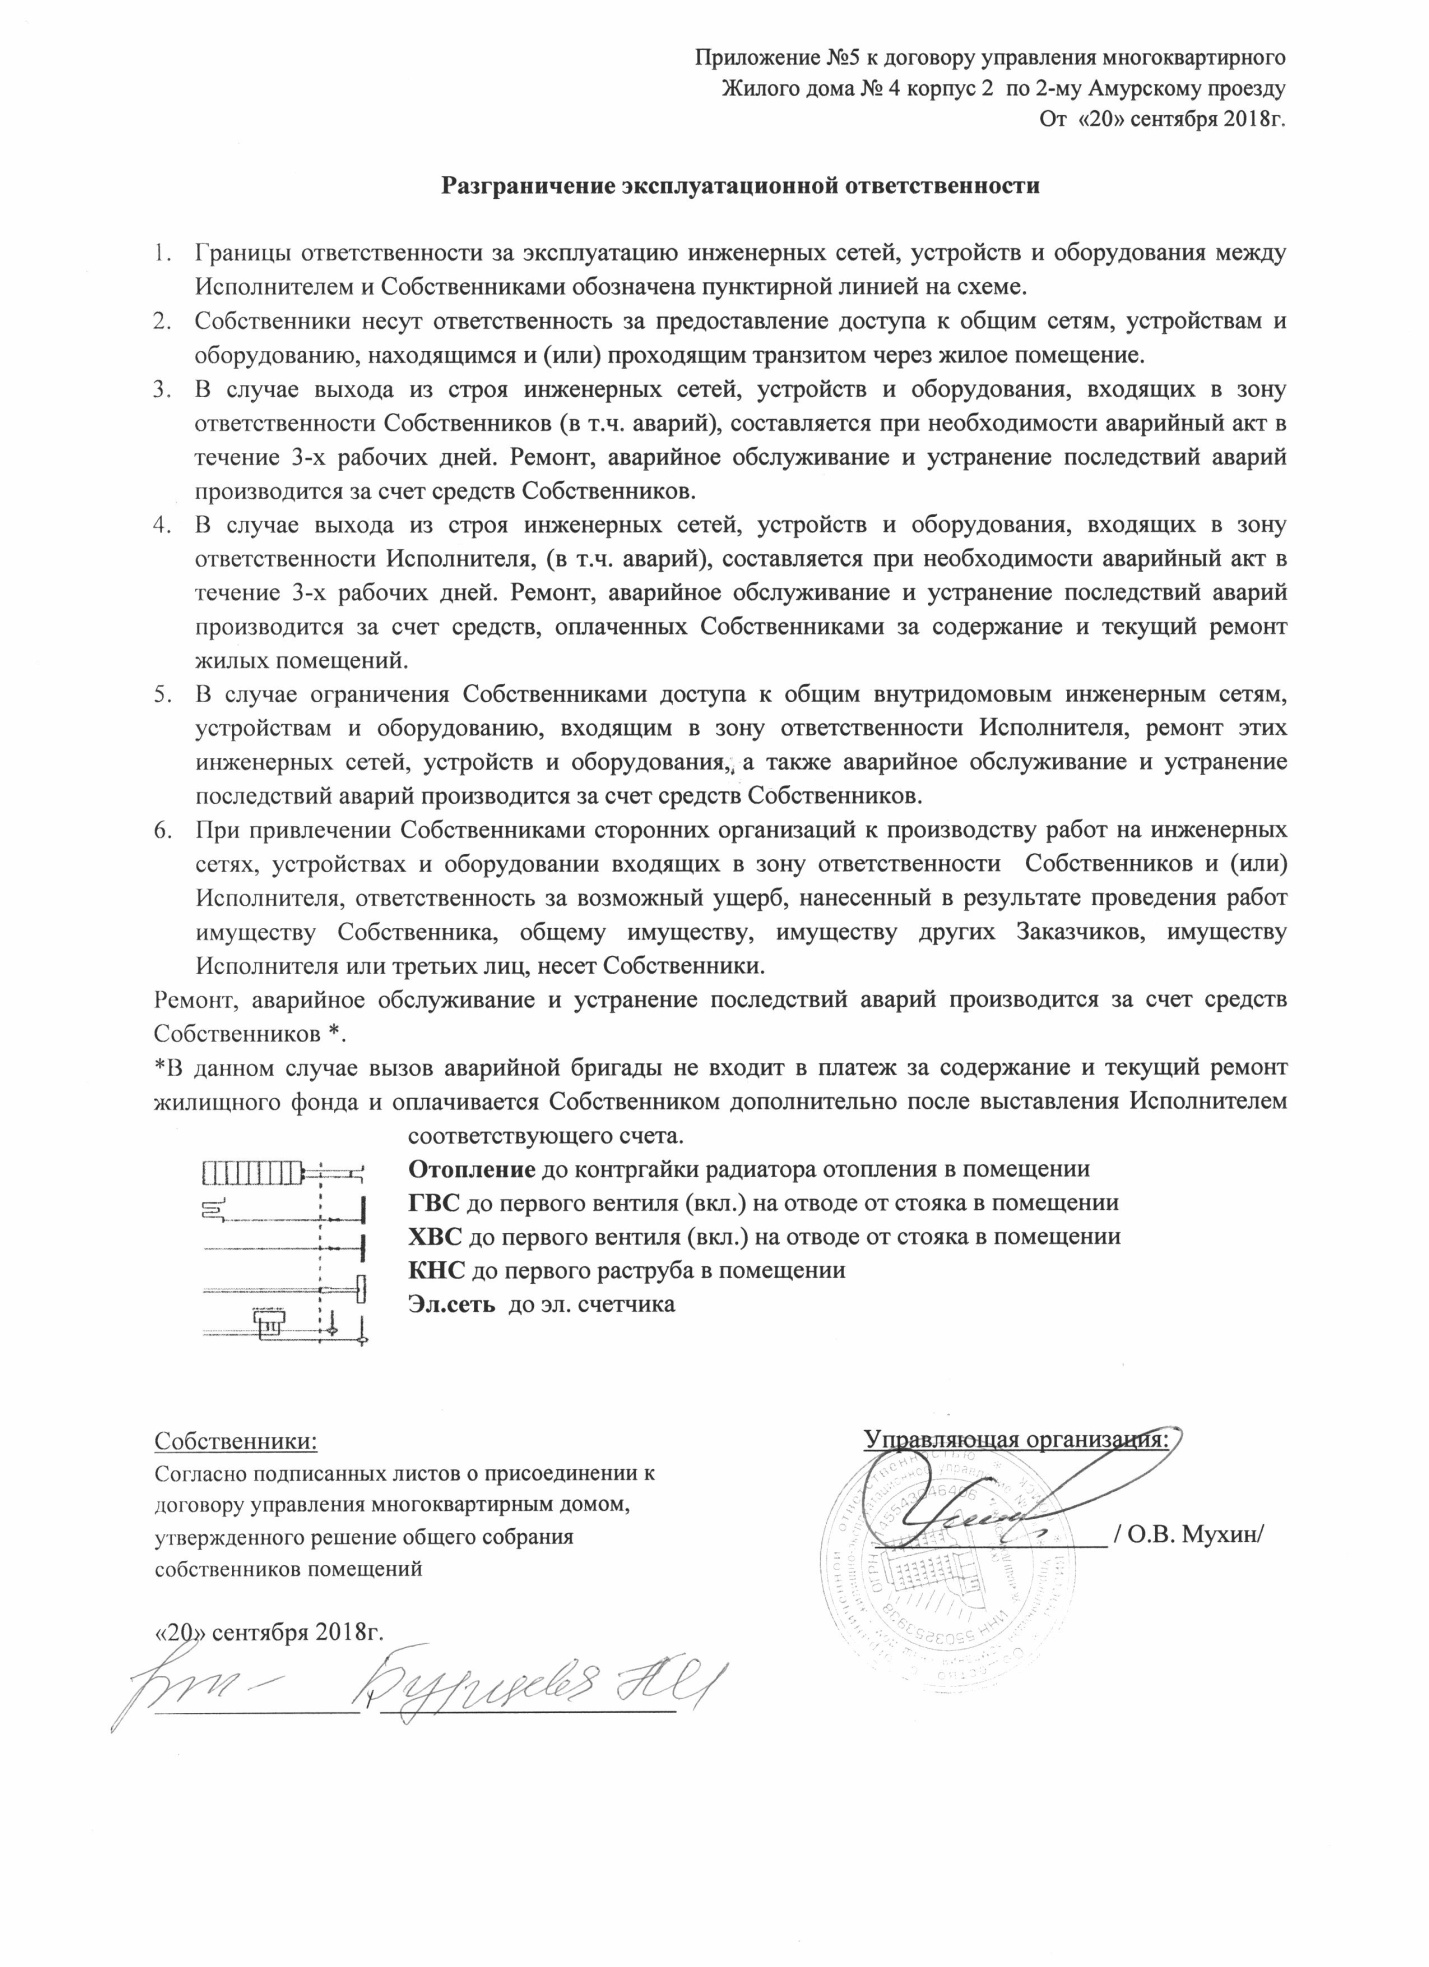 Приложение №5 к договору управления многоквартирного
Жилого дома № 4 корпус 2 по 2-му Амурскому проезду
От «20» сентября 2018г.
Разграничение эксплуатационной ответственности
1. Границы ответственности за эксплуатацию инженерных сетей, устройств и оборудования между
Исполнителем и Собственниками обозначена пунктирной линией на схеме.
2. Собственники несут ответственность за предоставление доступа к общим сетям, устройствам и
оборудованию, находящимся и (или) проходящим транзитом через жилое помещение.
3. В случае выхода из строя инженерных сетей, устройств и оборудования, входящих в зону
ответственности Собственников (в т.ч. аварий), составляется при необходимости аварийный акт в
течение 3-х рабочих дней. Ремонт, аварийное обслуживание и устранение последствий аварий
производится за счет средств Собственников.
4. В случае выхода из строя инженерных сетей, устройств и оборудования, входящих в зону
ответственности Исполнителя, (в т.ч. аварий), составляется при необходимости аварийный акт в
течение 3-х рабочих дней. Ремонт, аварийное обслуживание и устранение последствий аварий
производится за счет средств, оплаченных Собственниками за содержание и текущий ремонт
жилых помещений.
5. В случае ограничения Собственниками доступа к общим внутридомовым инженерным сетям,
устройствам и оборудованию, входящим в зону ответственности Исполнителя, ремонт этих
инженерных сетей, устройств и оборудования, а также аварийное обслуживание и устранение
последствий аварий производится за счет средств Собственников.
6. При привлечении Собственниками сторонних организаций к производству работ на инженерных
сетях, устройствах и оборудовании входящих в зону ответственности Собственников и (или)
Исполнителя, ответственность за возможный ущерб, нанесенный в результате проведения работ
имуществу Собственника, общему имуществу, имуществу других Заказчиков, имуществу
Исполнителя или третьих лиц, несет Собственники.
Ремонт, аварийное обслуживание и устранение последствий аварий производится за счет средств
Собственников *.
*В данном случае вызов аварийной бригады не входит в платеж за содержание и текущий ремонт
жилищного фонда и оплачивается Собственником дополнительно после выставления Исполнителем
соответствующего счета.
Отопление до контргайки радиатора отопления в помещении
ГВС до первого вентиля (вкл.) на отводе от стояка в помещении
ХВС до первого вентиля (вкл.) на отводе от стояка в помещении
КНС до первого раструба в помещении
Эл.сеть до эл. счетчика
Собственники:
Согласно подписанных листов о присоединении к
договору управления многоквартирным домом,
утвержденного решение общего собрания
собственников помещений
«20» сентября 2018г.
Управляющая организация:
/ О.В. Мухин/
ИНН 5503253938